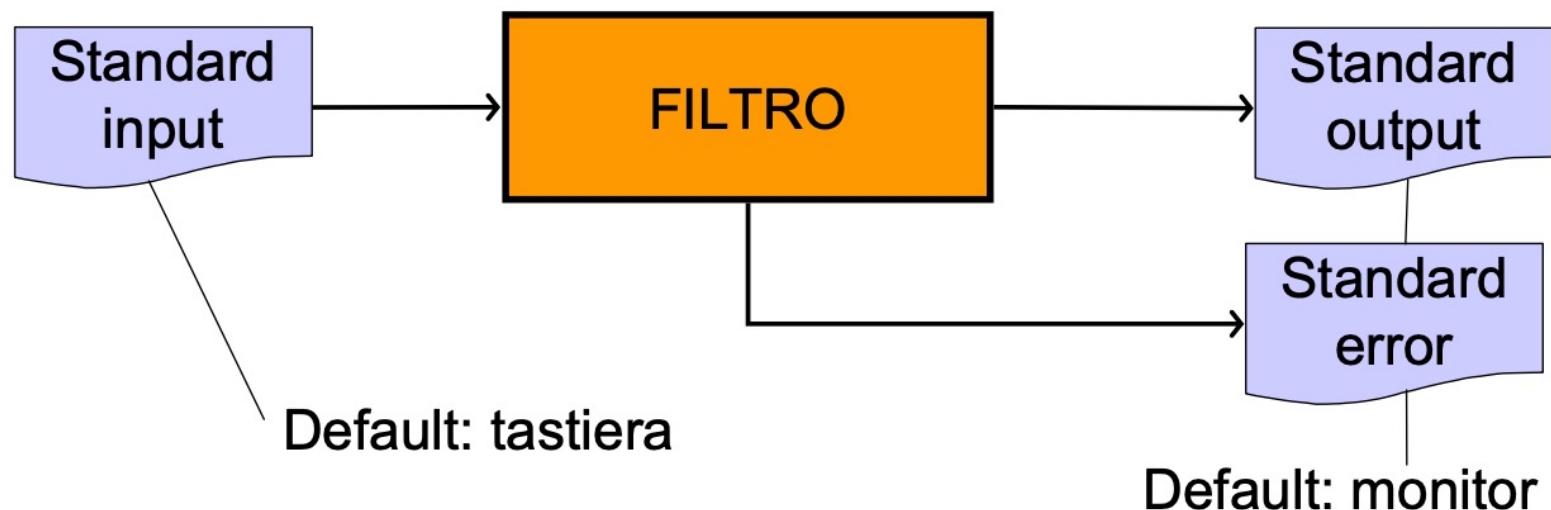 Standard
input
FILTRO
Standard
output
Standard
error
Default: tastiera
Default: monitor